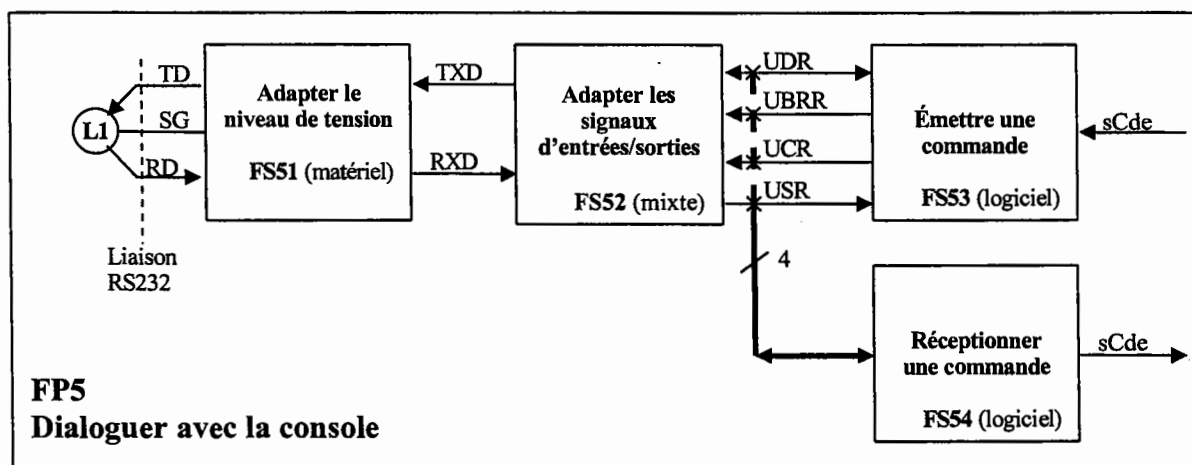 TD
L1
SG
RD
Liaison
RS232
Adapter le
niveau de tension
FS51 (matériel)
TXD
RXD
Adapter les
signaux
d'entrées/sorties
FS52 (mixte)
UDR
UBRR
UCR
USR
4
Émettre une
commande
FS53 (logiciel)
sCde
Réceptionner
une commande
FS54 (logiciel)
sCde
FP5
Dialoguer avec la console